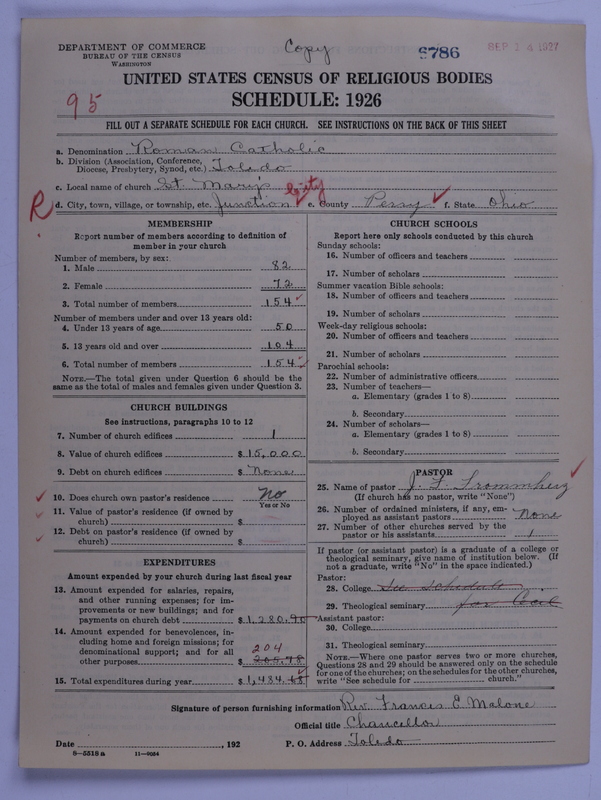 DEPARTMENT OF COMMERCE
BUREAU OF THE CENSUS
WASHINGTON
Copy
6786
SEP 14 1927
UNITED STATES CENSUS OF RELIGIOUS BODIES
SCHEDULE: 1926
95
FILL OUT A SEPARATE SCHEDULE FOR EACH CHURCH. SEE INSTRUCTIONS ON THE BACK OF THIS SHEET
a. Denomination Roman Catholic
b. Division (Association, Conference, Diocese, Presbytery, Synod, etc.) Toledo
c. Local name of church St. Mary's
R
d. City, town, village, or township, etc. Junction City e. County Perry f. State Ohio
MEMBERSHIP
Report number of members according to definition of
member in your church
Number of members, by sex:
1. Male 82
2. Female 72
3. Total number of members 154
Number of members under and over 13 years old:
4. Under 13 years of age 50
5. 13 years old and over 104
6. Total number of members 154
NOTE.—The total given under Question 6 should be
same as the total of males and females given under Question 3.
CHURCH BUILDINGS
See instructions, paragraphs 10 to 12
7. Number of church edifices 1
8. Value of church edifices $15,000
9. Debt on church edifices $ None
10. Does church own pastor's residence No
Yes or No
11. Value of pastor's residence (if owned by
church) $
12. Debt on pastor's residence (if owned by
church) $
EXPENDITURES
Amount expended by your church during last fiscal year
13. Amount expended for salaries, repairs,
and other running expenses; for im-
provements or new buildings; and for
payments on church debt $1,280.90
14. Amount expended for benevolences, in-
cluding home and foreign missions; for
denominational support; and for all 204
other purposes $
15. Total expenditures during year $1,484.48
CHURCH SCHOOLS
Report here only schools conducted by this church
Sunday schools:
16. Number of officers and teachers
17. Number of scholars
Summer vacation Bible schools:
18. Number of officers and teachers
19. Number of scholars
Week-day religious schools:
20. Number of officers and teachers
21. Number of scholars
Parochial schools:
22. Number of administrative officers
23. Number of teachers—
a. Elementary (grades 1 to 8)
b. Secondary
24. Number of scholars—
a. Elementary (grades 1 to 8)
b. Secondary
PASTOR
25. Name of pastor J. F. Frommherz
(If church has no pastor, write "None")
26. Number of ordained ministers, if any, em-
ployed as assistant pastors None
27. Number of other churches served by the
pastor or his assistants 1
If pastor (or assistant pastor) is a graduate of a college or
theological seminary, give name of institution below. (If
not a graduate, write "No" in the space indicated.)
Pastor:
28. College See Schedule
29. Theological seminary for Cecil
Assistant pastor:
30. College
31. Theological seminary
NOTE.—Where one pastor serves two or more churches,
Questions 28 and 29 should be answered only on the schedule
for one of the churches; on the schedules for the other churches,
write "See schedule for church."
Signature of person furnishing information Rev. Francis E. Malone
Official title Chancellor
Date , 192 P. O. Address Toledo
8—5518 a 11—9034